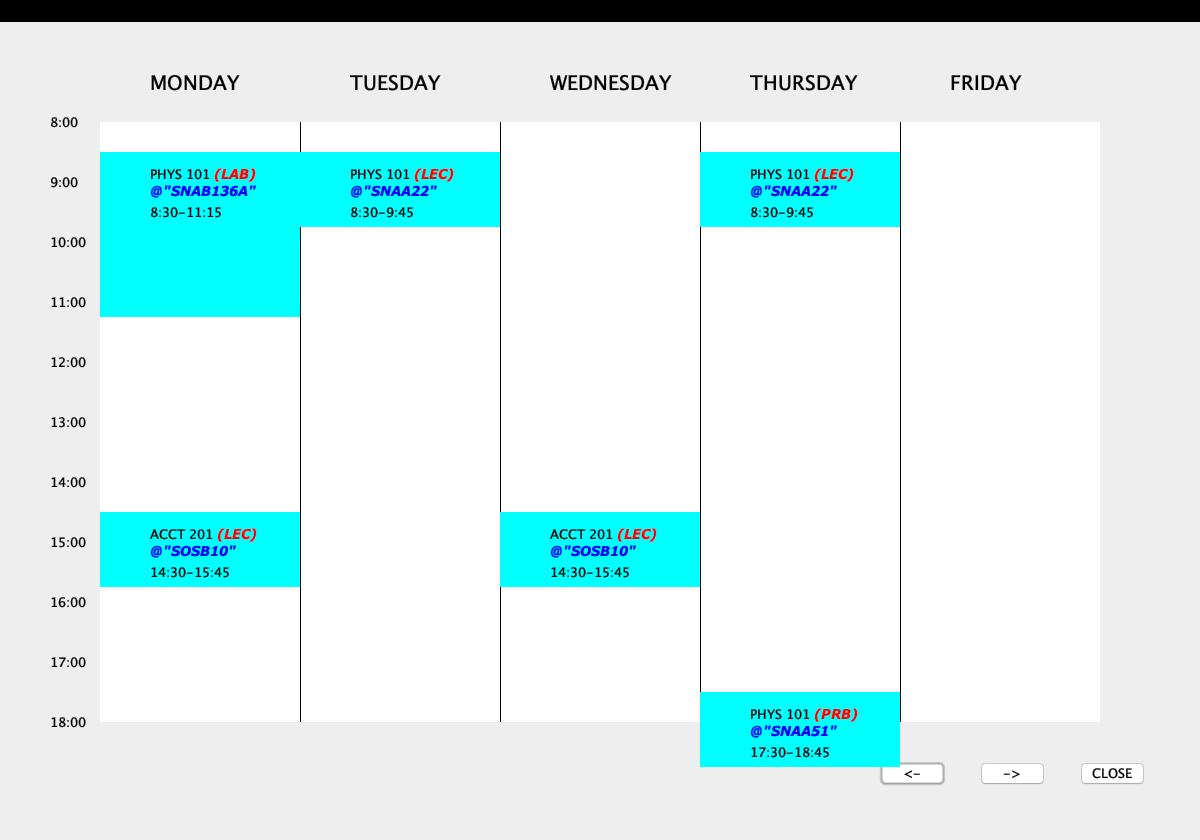 MONDAY TUESDAY WEDNESDAY THURSDAY FRIDAY
8:00
PHYS 101 (LAB) PHYS 101 (LEC) PHYS 101 (LEC)
9:00 @"SNAB136A" @"SNAA22" @"SNAA22"
8:30-11:15 8:30-9:45 8:30-9:45
10:00
11:00
12:00
13:00
14:00
ACCT 201 (LEC) ACCT 201 (LEC)
15:00 @"SOSB10" @"SOSB10"
14:30-15:45 14:30-15:45
16:00
17:00
18:00 PHYS 101 (PRB)
@"SNAA51"
17:30-18:45
<- -> CLOSE